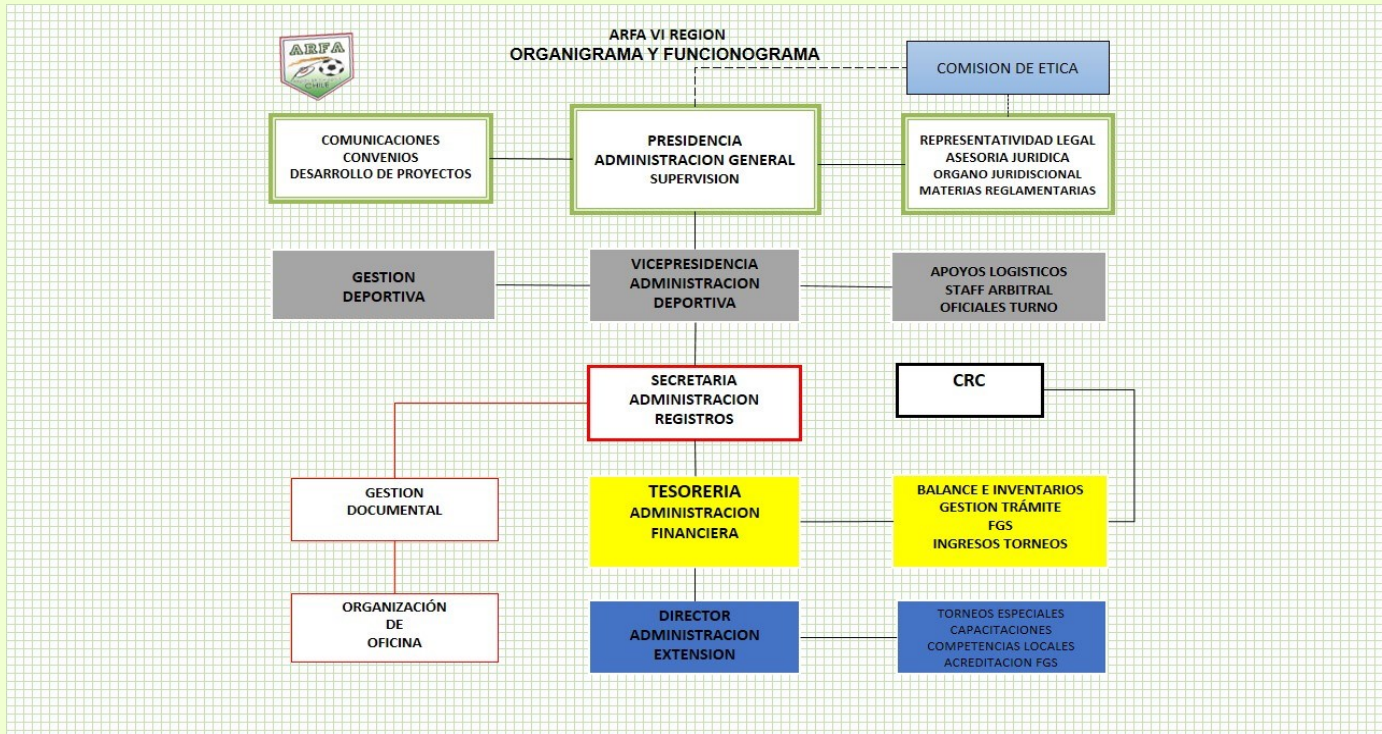 ARFA
CHILE
ARFA VI REGION
ORGANIGRAMA Y FUNCIONOGRAMA
COMISION DE ETICA
COMUNICACIONES
CONVENIOS
DESARROLLO DE PROYECTOS
PRESIDENCIA
ADMINISTRACION GENERAL
SUPERVISION
REPRESENTATIVIDAD LEGAL
ASESORIA JURIDICA
ORGANO JURIDISCIONAL
MATERIAS REGLAMENTARIAS
GESTION
DEPORTIVA
VICEPRESIDENCIA
ADMINISTRACION
DEPORTIVA
APOYOS LOGISTICOS
STAFF ARBITRAL
OFICIALES TURNO
SECRETARIA
ADMINISTRACION
REGISTROS
CRC
GESTION
DOCUMENTAL
TESORERIA
ADMINISTRACION
FINANCIERA
BALANCE E INVENTARIOS
GESTION TRÁMITE
FGS
INGRESOS TORNEOS
ORGANIZACIÓN
DE
OFICINA
DIRECTOR
ADMINISTRACION
EXTENSION
TORNEOS ESPECIALES
CAPACITACIONES
COMPETENCIAS LOCALES
ACREDITACION FGS